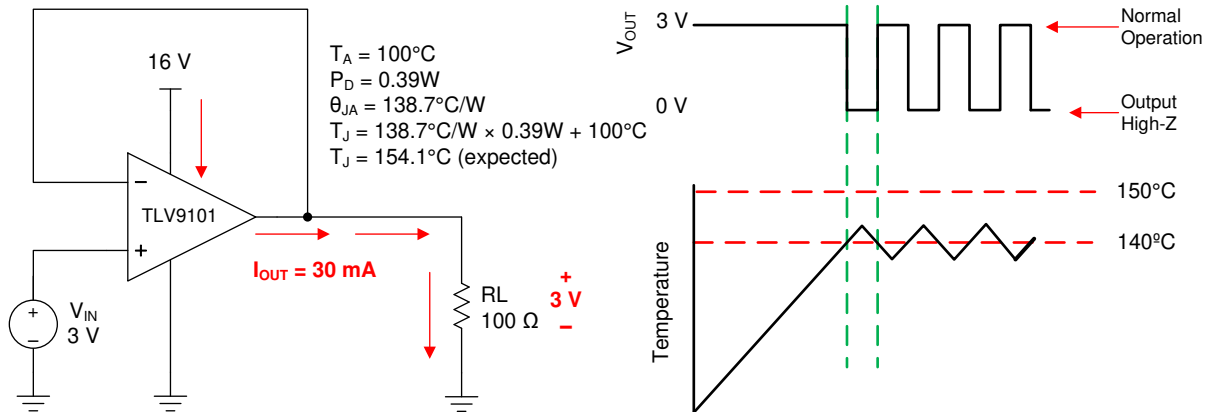 16 V
T_A = 100°C
P_D = 0.39W
θ_JA = 138.7°C/W
T_J = 138.7°C/W × 0.39W + 100°C
T_J = 154.1°C (expected)
−
TLV9101
+
I_OUT = 30 mA
+
−
V_IN
3 V
RL
100 Ω
+
3 V
−
V_OUT
3 V
0 V
Normal
Operation
Output
High-Z
Temperature
150°C
140ºC